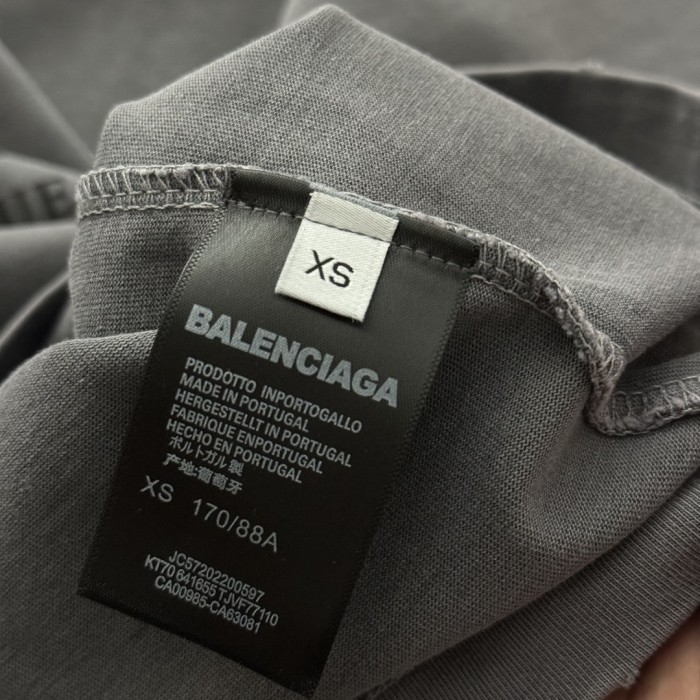 XS
BALENCIAGA
PRODOTTO INPORTOGALLO
MADE IN PORTUGAL
HERGESTELLT IN PORTUGAL
FABRIQUE ENPORTUGAL
HECHO EN PORTUGAL
ポルトガル製
产地:葡萄牙
XS 170/88A
JC57202200597
KT70 641655 TJVF77110
CA00985-CA63081